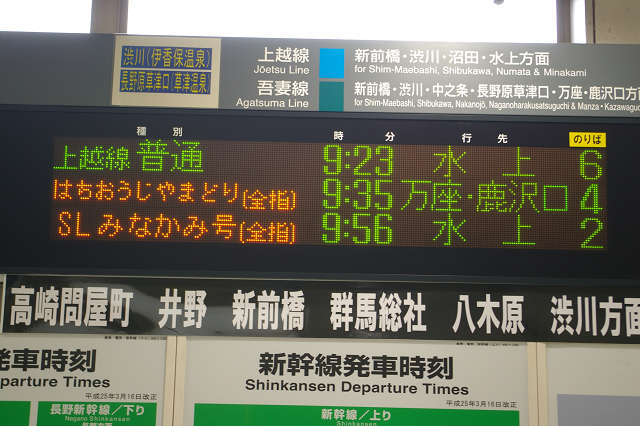 渋川(伊香保温泉)
長野原草津口(草津温泉)
上越線
Jōetsu Line
新前橋・渋川・沼田・水上方面
for Shim-Maebashi, Shibukawa, Numata & Minakami
吾妻線
Agatsuma Line
新前橋・渋川・中之条・長野原草津口・万座・鹿沢口方面
for Shim-Maebashi, Shibukawa, Nakanojō, Naganoharakusatsuguchi & Manza・Kazawaguc
種別 時分 行先 のりば
上越線 普通 9:23 水上 6
はちおうじやまどり(全指) 9:35 万座・鹿沢口 4
SLみなかみ号(全指) 9:56 水上 2
高崎問屋町 井野 新前橋 群馬総社 八木原 渋川方面
発車時刻
parture Times
平成25年3月16日改正
長野新幹線/下り
Nagano Shinkansen
新幹線発車時刻
Shinkansen Departure Times
平成25年3月16日改正
新幹線/上り
Shinkansen